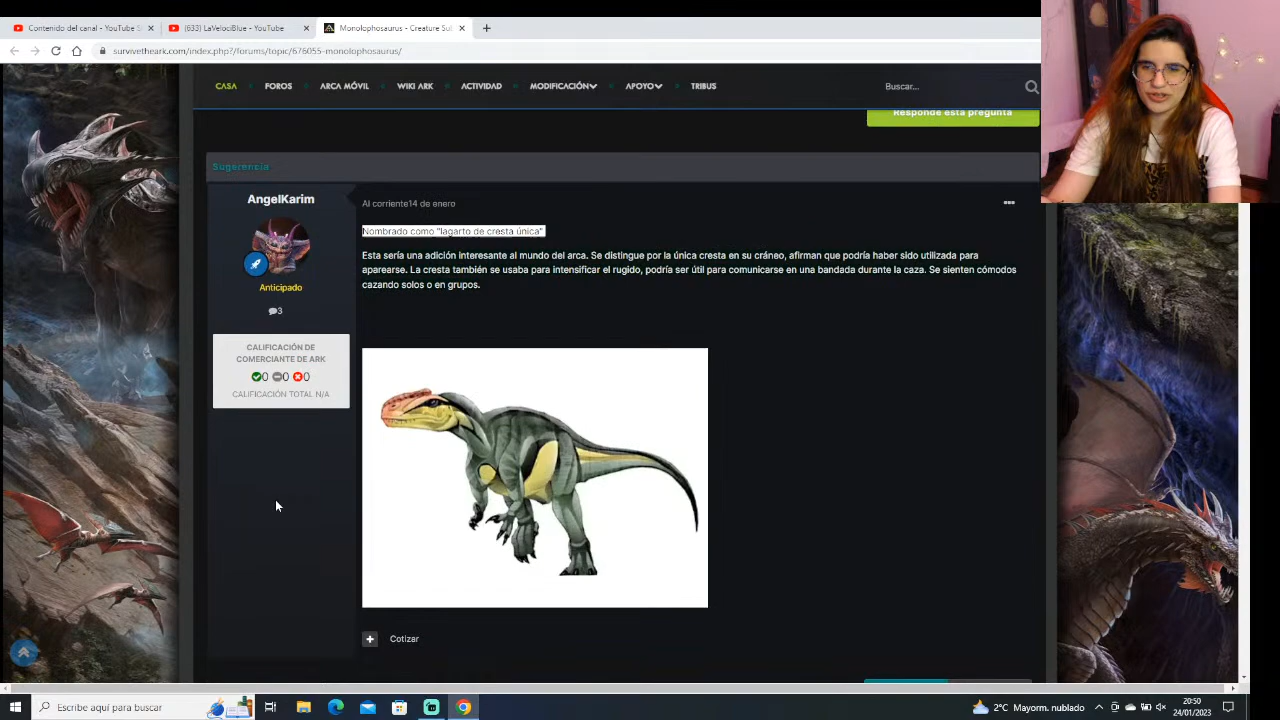 Contenido del canal - YouTube S
(633) LaVelociBlue - YouTube
Monolophosaurus - Creature Su
survivetheark.com/index.php?/forums/topic/676055-monolophosaurus/
CASA
FOROS
ARCA MÓVIL
WIKI ARK
ACTIVIDAD
MODIFICACIÓN
APOYO
TRIBUS
Buscar...
Responde esta pregunta
Sugerencia
AngelKarim
Anticipado
3
CALIFICACIÓN DE
COMERCIANTE DE ARK
0 0 0
CALIFICACIÓN TOTAL N/A
Al corriente14 de enero
Nombrado como "lagarto de cresta única"
Esta sería una adición interesante al mundo del arca. Se distingue por la única cresta en su cráneo, afirman que podría haber sido utilizada para
aparearse. La cresta también se usaba para intensificar el rugido, podría ser útil para comunicarse en una bandada durante la caza. Se sienten cómodos
cazando solos o en grupos.
Cotizar
Escribe aquí para buscar
2°C Mayorm. nublado
20:50
24/01/2023